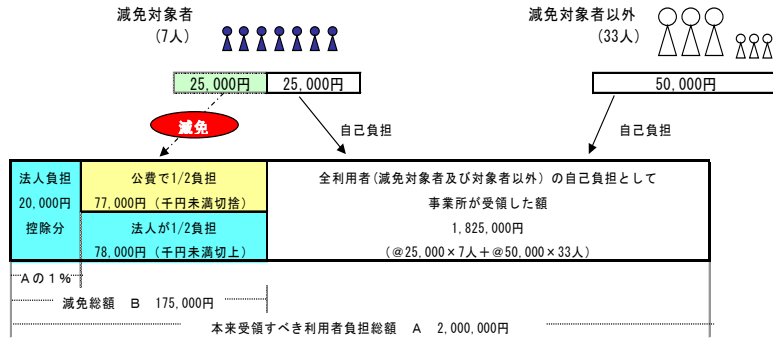 減免対象者
(7人)
減免対象者以外
(33人)
25,000円
25,000円
50,000円
減免
自己負担
自己負担
法人負担
20,000円
控除分
公費で1/2負担
77,000円（千円未満切捨）
法人が1/2負担
78,000円（千円未満切上）
全利用者(減免対象者及び対象者以外) の自己負担として
事業所が受領した額
1,825,000円
(@25,000×7人＋@50,000×33人)
Ａの１％
減免総額　Ｂ　175,000円
本来受領すべき利用者負担総額　Ａ　2,000,000円